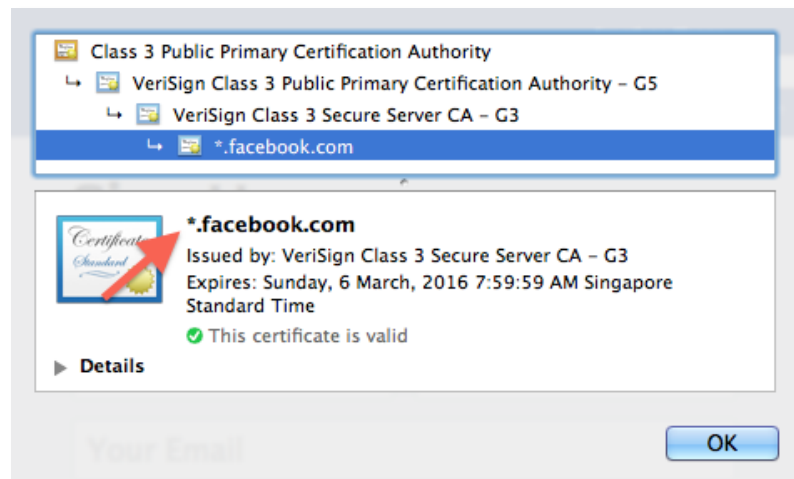 Class 3 Public Primary Certification Authority
VeriSign Class 3 Public Primary Certification Authority – G5
VeriSign Class 3 Secure Server CA – G3
*.facebook.com
Certificate
Standard
*.facebook.com
Issued by: VeriSign Class 3 Secure Server CA – G3
Expires: Sunday, 6 March, 2016 7:59:59 AM Singapore
Standard Time
This certificate is valid
Details
OK
Your Email